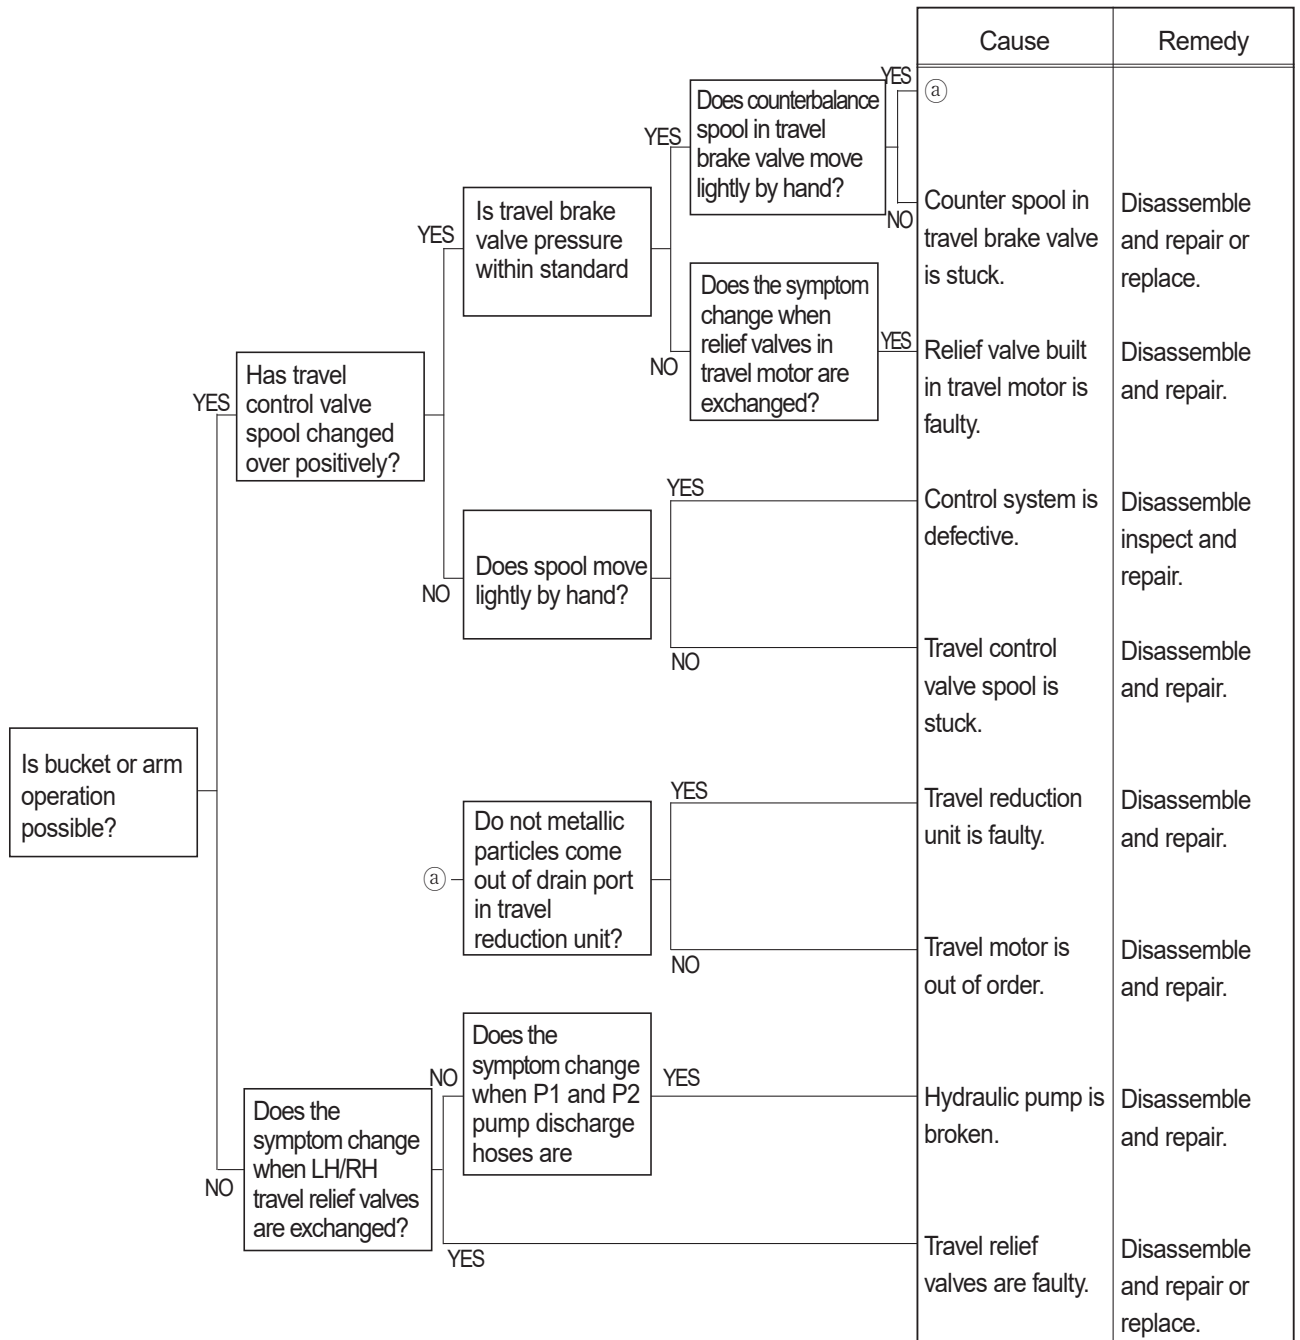 Cause
Remedy
YES
ⓐ
Does counterbalance
spool in travel
brake valve move
lightly by hand?
YES
NO
Counter spool in
travel brake valve
is stuck.
Disassemble
and repair or
replace.
Is travel brake
valve pressure
within standard
YES
Does the symptom
change when
relief valves in
travel motor are
exchanged?
NO
YES
Relief valve built
in travel motor is
faulty.
Disassemble
and repair.
Has travel
control valve
spool changed
over positively?
YES
YES
Control system is
defective.
Disassemble
inspect and
repair.
Does spool move
lightly by hand?
NO
NO
Travel control
valve spool is
stuck.
Disassemble
and repair.
Is bucket or arm
operation
possible?
YES
Travel reduction
unit is faulty.
Disassemble
and repair.
ⓐ
Do not metallic
particles come
out of drain port
in travel
reduction unit?
NO
Travel motor is
out of order.
Disassemble
and repair.
Does the
symptom change
when P1 and P2
pump discharge
hoses are
NO
YES
Hydraulic pump is
broken.
Disassemble
and repair.
NO
Does the
symptom change
when LH/RH
travel relief valves
are exchanged?
YES
Travel relief
valves are faulty.
Disassemble
and repair or
replace.